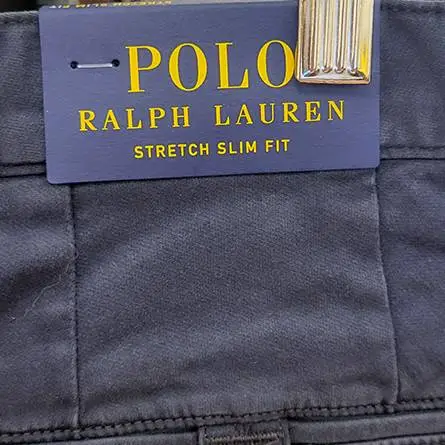 POLO
RALPH LAUREN
STRETCH SLIM FIT